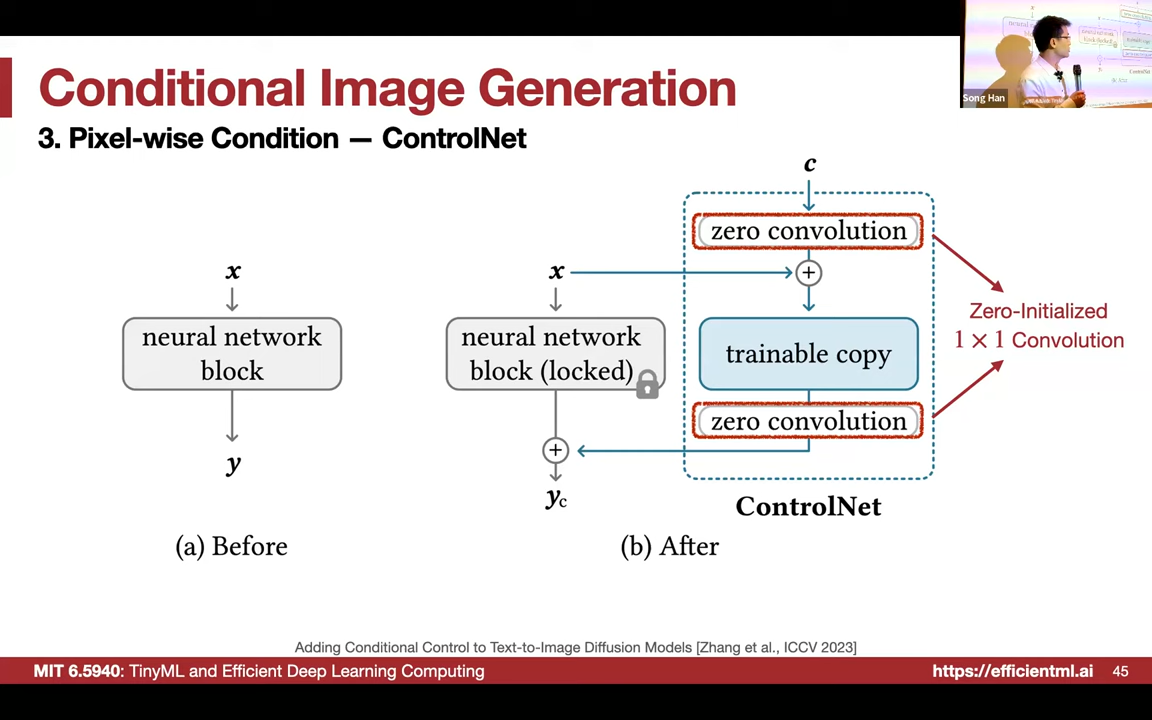 Conditional Image Generation
3. Pixel-wise Condition — ControlNet
Song Han
c
zero convolution
x
x
+
Zero-Initialized
1 × 1 Convolution
neural network
block
neural network
block (locked)
trainable copy
zero convolution
+
y
yc
ControlNet
(a) Before
(b) After
Adding Conditional Control to Text-to-Image Diffusion Models [Zhang et al., ICCV 2023]
MIT 6.5940: TinyML and Efficient Deep Learning Computing
https://efficientml.ai
45